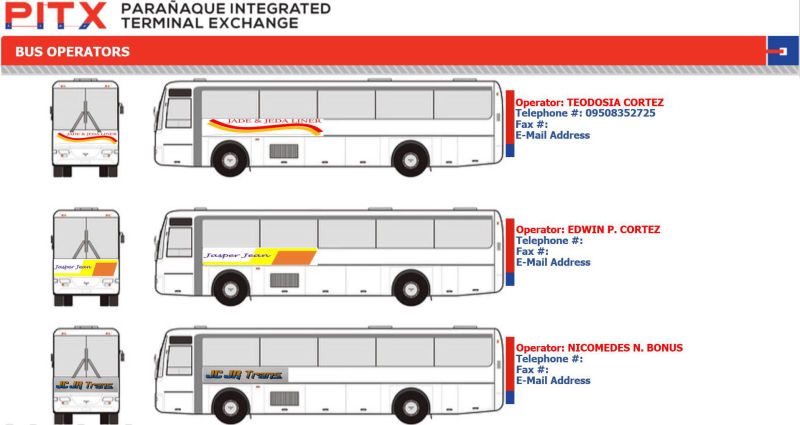 PITX
PARAÑAQUE INTEGRATED
TERMINAL EXCHANGE
BUS OPERATORS
JADE & JEDA LINER
JADE & JEDA LINER
Operator: TEODOSIA CORTEZ
Telephone #: 09508352725
Fax #:
E-Mail Address
Jasper Jean
Jasper Jean
Operator: EDWIN P. CORTEZ
Telephone #:
Fax #:
E-Mail Address
JC JR Trans
JC JR Trans
Operator: NICOMEDES N. BONUS
Telephone #:
Fax #:
E-Mail Address